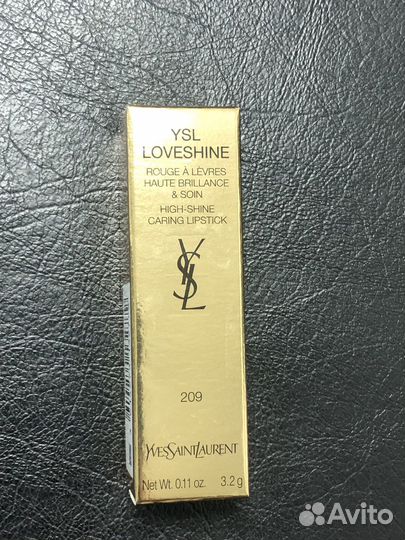 YSL
LOVESHINE
ROUGE À LÈVRES
HAUTE BRILLANCE
& SOIN
HIGH-SHINE
CARING LIPSTICK
YSL
209
YVESSAINTLAURENT
Net Wt. 0.11 oz. 3.2 g
Avito